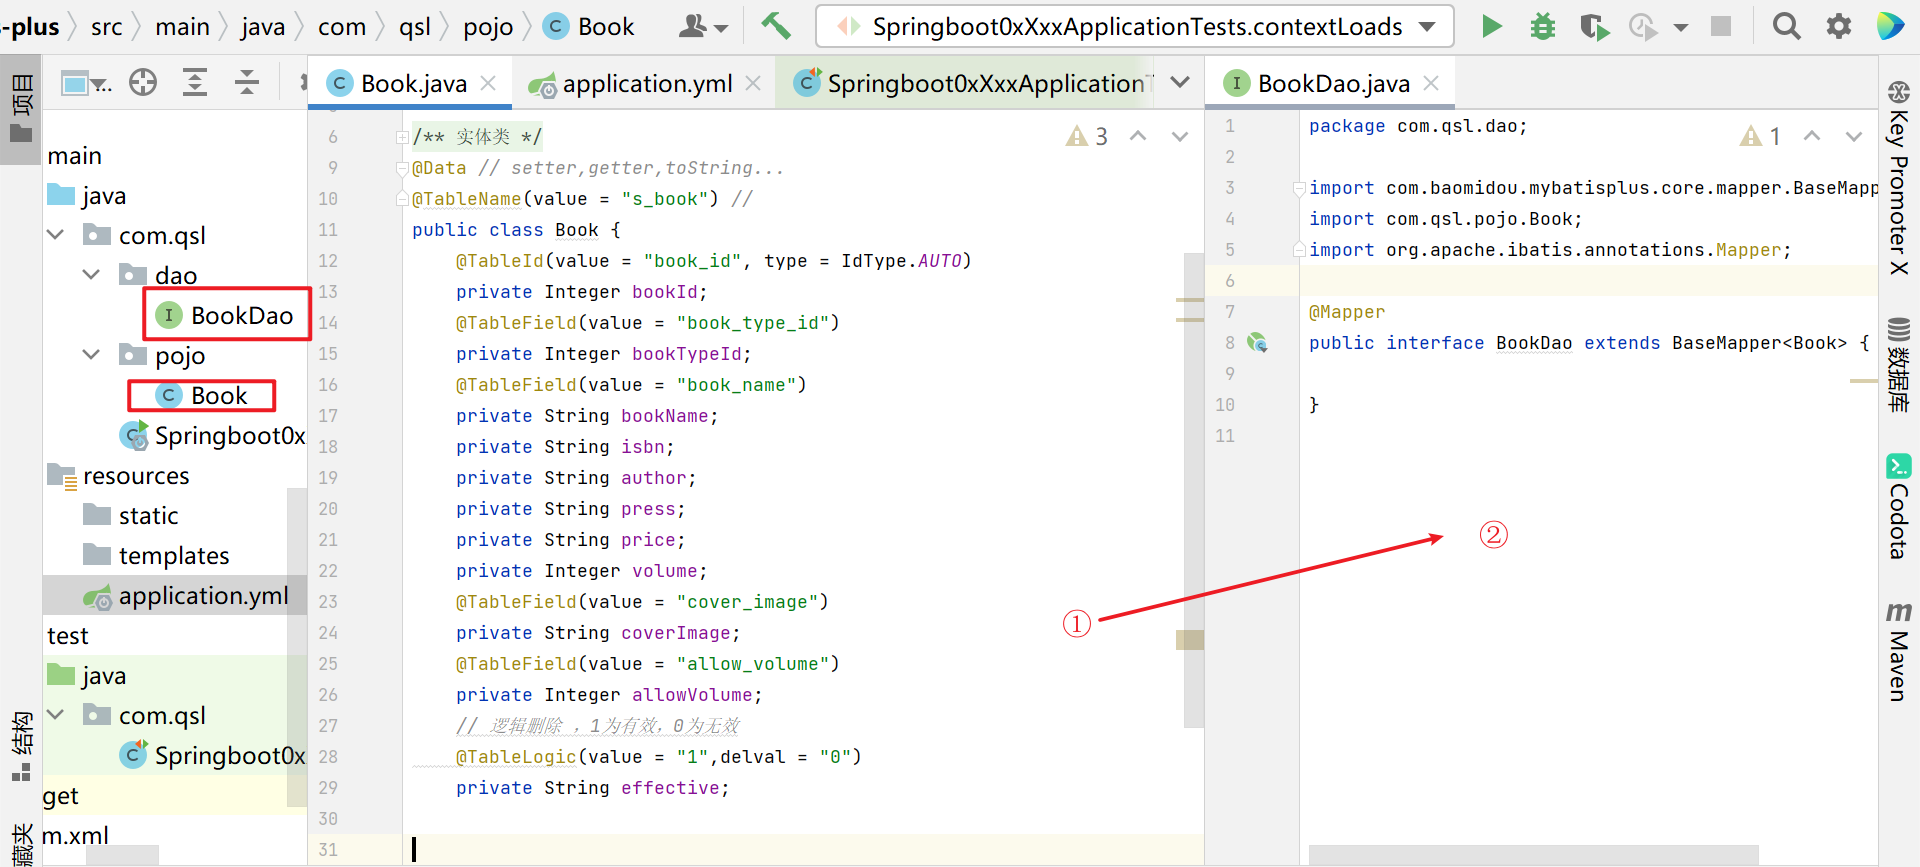 s-plus 〉 src 〉 main 〉 java 〉 com 〉 qsl 〉 pojo 〉 C Book
Springboot0xXxxApplicationTests.contextLoads
项目
结构
藏夹
main
java
com.qsl
dao
I BookDao
pojo
C Book
Springboot0x
resources
static
templates
application.yml
test
java
com.qsl
Springboot0x
get
m.xml
C Book.java
application.yml
Springboot0xXxxApplicationT
3
6 /** 实体类 */
9 @Data // setter,getter,toString...
10 @TableName(value = "s_book") //
11 public class Book {
12 @TableId(value = "book_id", type = IdType.AUTO)
13 private Integer bookId;
14 @TableField(value = "book_type_id")
15 private Integer bookTypeId;
16 @TableField(value = "book_name")
17 private String bookName;
18 private String isbn;
19 private String author;
20 private String press;
21 private String price;
22 private Integer volume;
23 @TableField(value = "cover_image")
24 private String coverImage;
25 @TableField(value = "allow_volume")
26 private Integer allowVolume;
27 // 逻辑删除 ，1为有效，0为无效
28 @TableLogic(value = "1",delval = "0")
29 private String effective;
30
31
①
I BookDao.java
1
1 package com.qsl.dao;
2
3 import com.baomidou.mybatisplus.core.mapper.BaseMapp
4 import com.qsl.pojo.Book;
5 import org.apache.ibatis.annotations.Mapper;
6
7 @Mapper
8 public interface BookDao extends BaseMapper<Book> {
9
10 }
11
②
Key Promoter X
数据库
Codota
m Maven